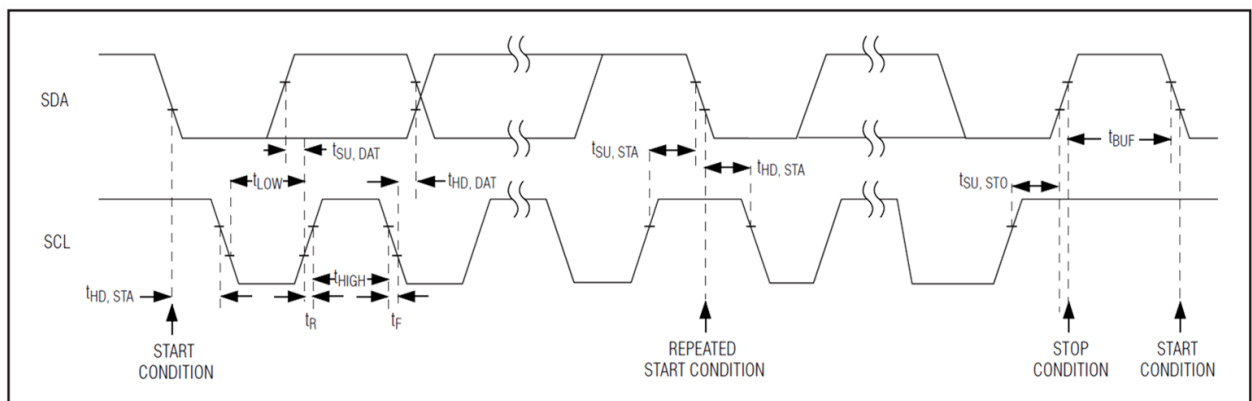 SDA
tSU, DAT
tSU, STA
tBUF
tLOW
tHD, DAT
tHD, STA
tSU, STO
SCL
tHIGH
tHD, STA
tR
tF
START
CONDITION
REPEATED
START CONDITION
STOP
CONDITION
START
CONDITION